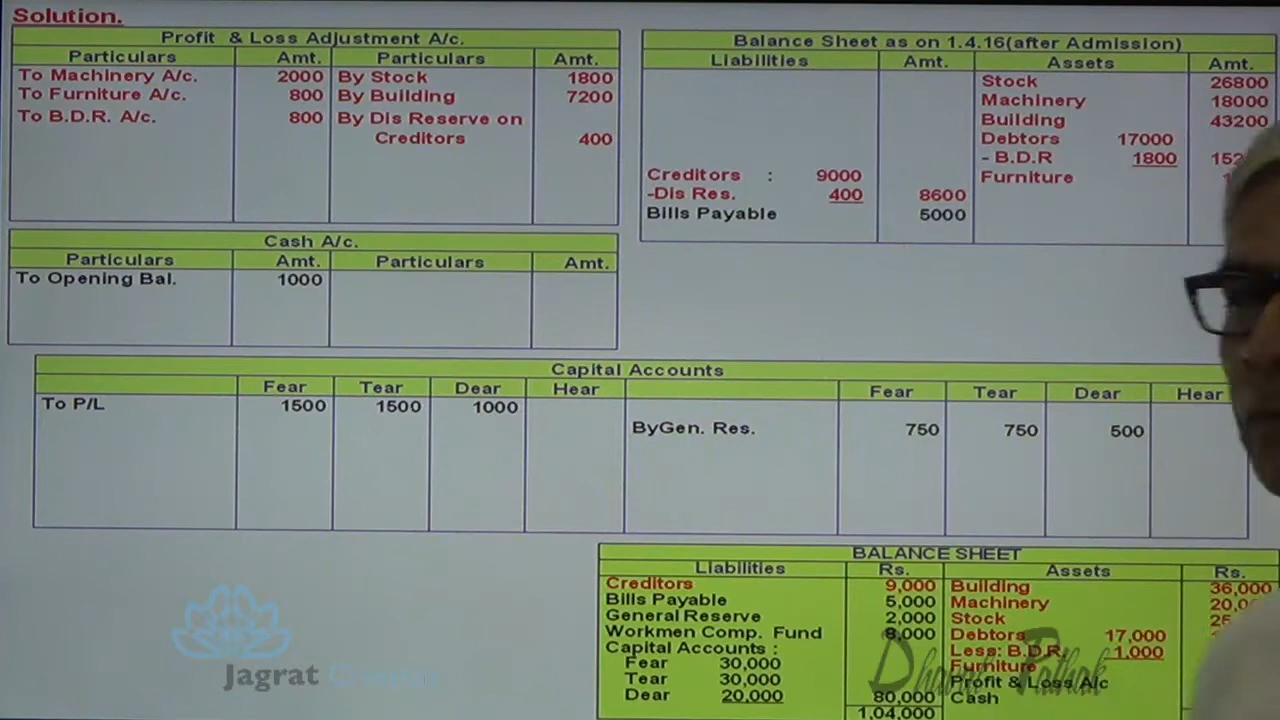 Solution.
Profit & Loss Adjustment A/c.
Particulars Amt. Particulars Amt.
To Machinery A/c. 2000 By Stock 1800
To Furniture A/c. 800 By Building 7200
To B.D.R. A/c. 800 By Dis Reserve on
Creditors 400
Balance Sheet as on 1.4.16(after Admission)
Liabilities Amt. Assets Amt.
Stock 26800
Machinery 18000
Building 43200
Debtors 17000
- B.D.R 1800
Creditors : 9000 Furniture
-Dis Res. 400 8600
Bills Payable 5000
Cash A/c.
Particulars Amt. Particulars Amt.
To Opening Bal. 1000
Capital Accounts
Fear Tear Dear Hear Fear Tear Dear Hear
To P/L 1500 1500 1000
ByGen. Res. 750 750 500
BALANCE SHEET
Liabilities Rs. Assets Rs.
Creditors 9,000 Building 36,000
Bills Payable 5,000 Machinery
General Reserve 2,000 Stock
Workmen Comp. Fund 8,000 Debtors 17,000
Capital Accounts : Less: B.D.R. 1,000
Fear 30,000 Furniture
Tear 30,000 Profit & Loss A/c
Dear 20,000 80,000 Cash
1,04,000
Jagrat
Pathak